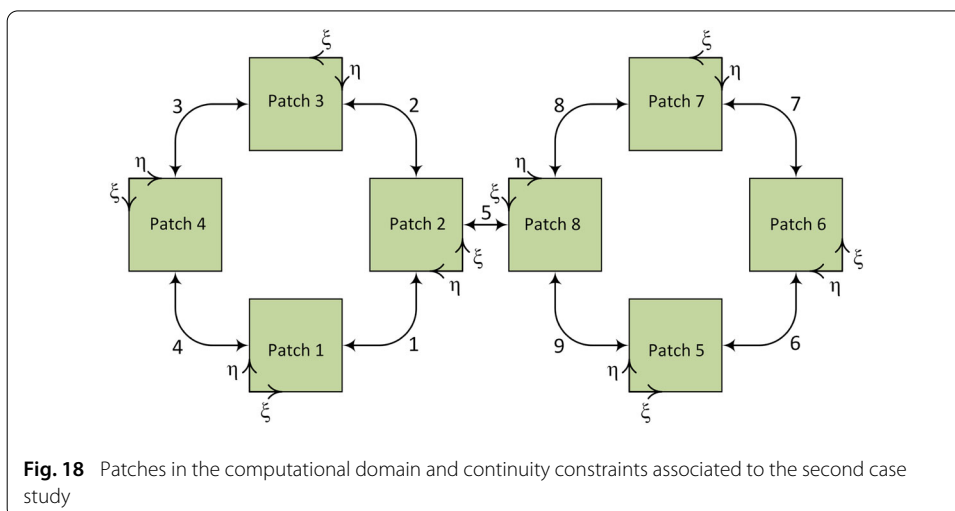 ξ
η
Patch 3
3
2
ξ
η
Patch 7
8
7
η
ξ
Patch 4
Patch 2
ξ
η
5
η
ξ
Patch 8
Patch 6
ξ
η
4
Patch 1
η
ξ
1
9
Patch 5
η
ξ
6
Fig. 18 Patches in the computational domain and continuity constraints associated to the second case
study